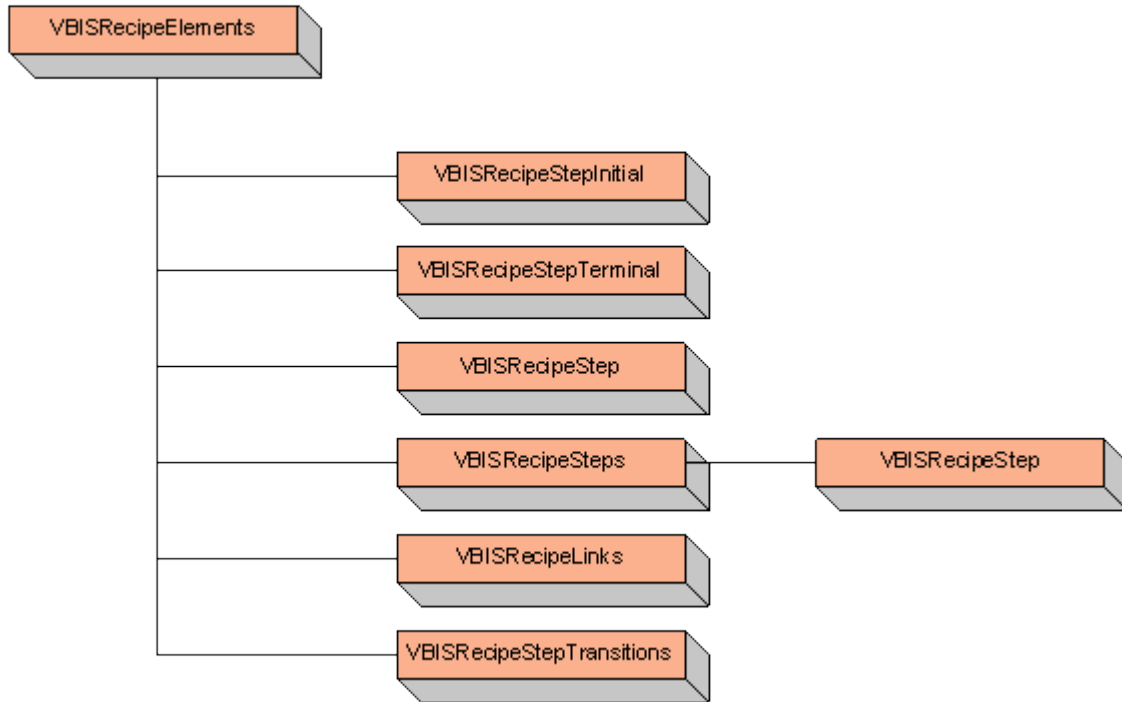 VBISRecipeElements
VBISRecipeStepInitial
VBISRecipeStepTerminal
VBISRecipeStep
VBISRecipeSteps
VBISRecipeStep
VBISRecipeLinks
VBISRecipeStepTransitions